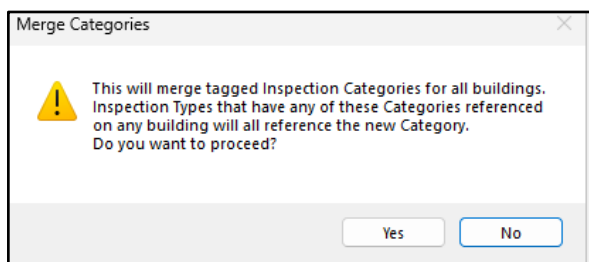 Merge Categories
This will merge tagged Inspection Categories for all buildings.
Inspection Types that have any of these Categories referenced
on any building will all reference the new Category.
Do you want to proceed?
Yes No